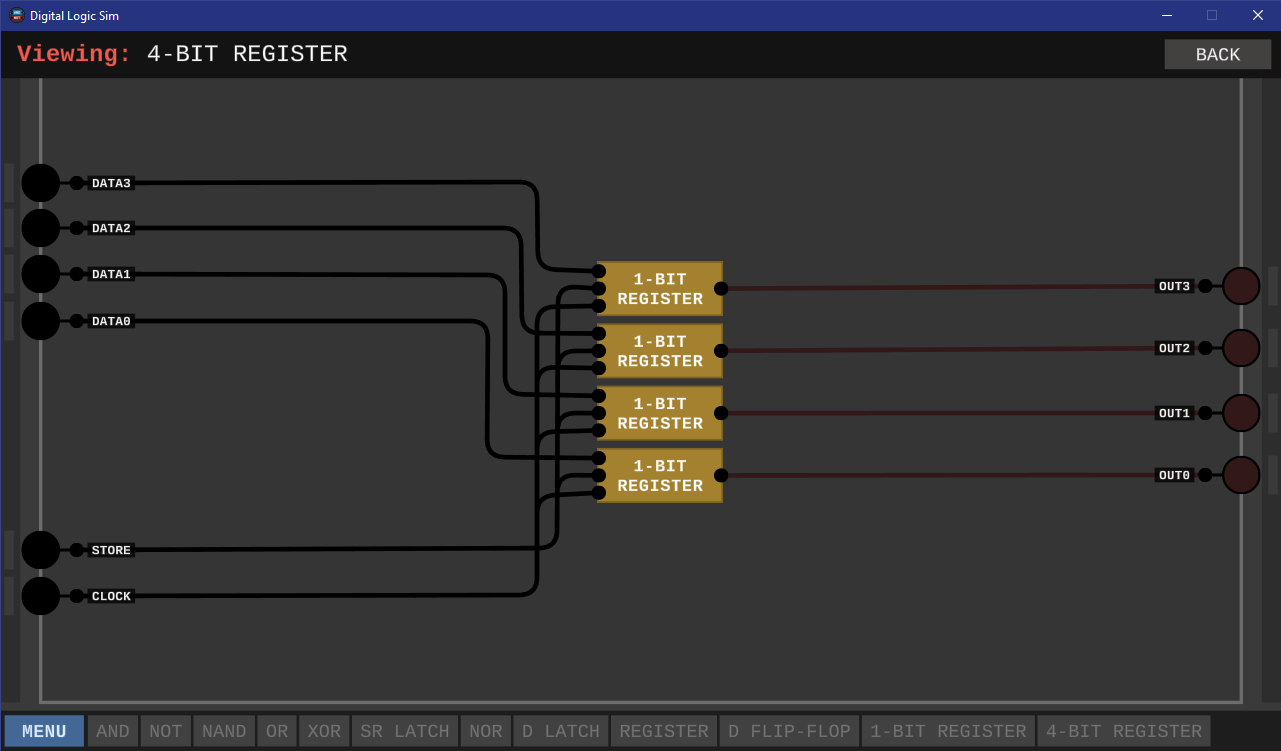 Digital Logic Sim
Viewing: 4-BIT REGISTER
BACK
DATA3
DATA2
DATA1
DATA0
STORE
CLOCK
1-BIT
REGISTER
1-BIT
REGISTER
1-BIT
REGISTER
1-BIT
REGISTER
OUT3
OUT2
OUT1
OUT0
MENU AND NOT NAND OR XOR SR LATCH NOR D LATCH REGISTER D FLIP-FLOP 1-BIT REGISTER 4-BIT REGISTER